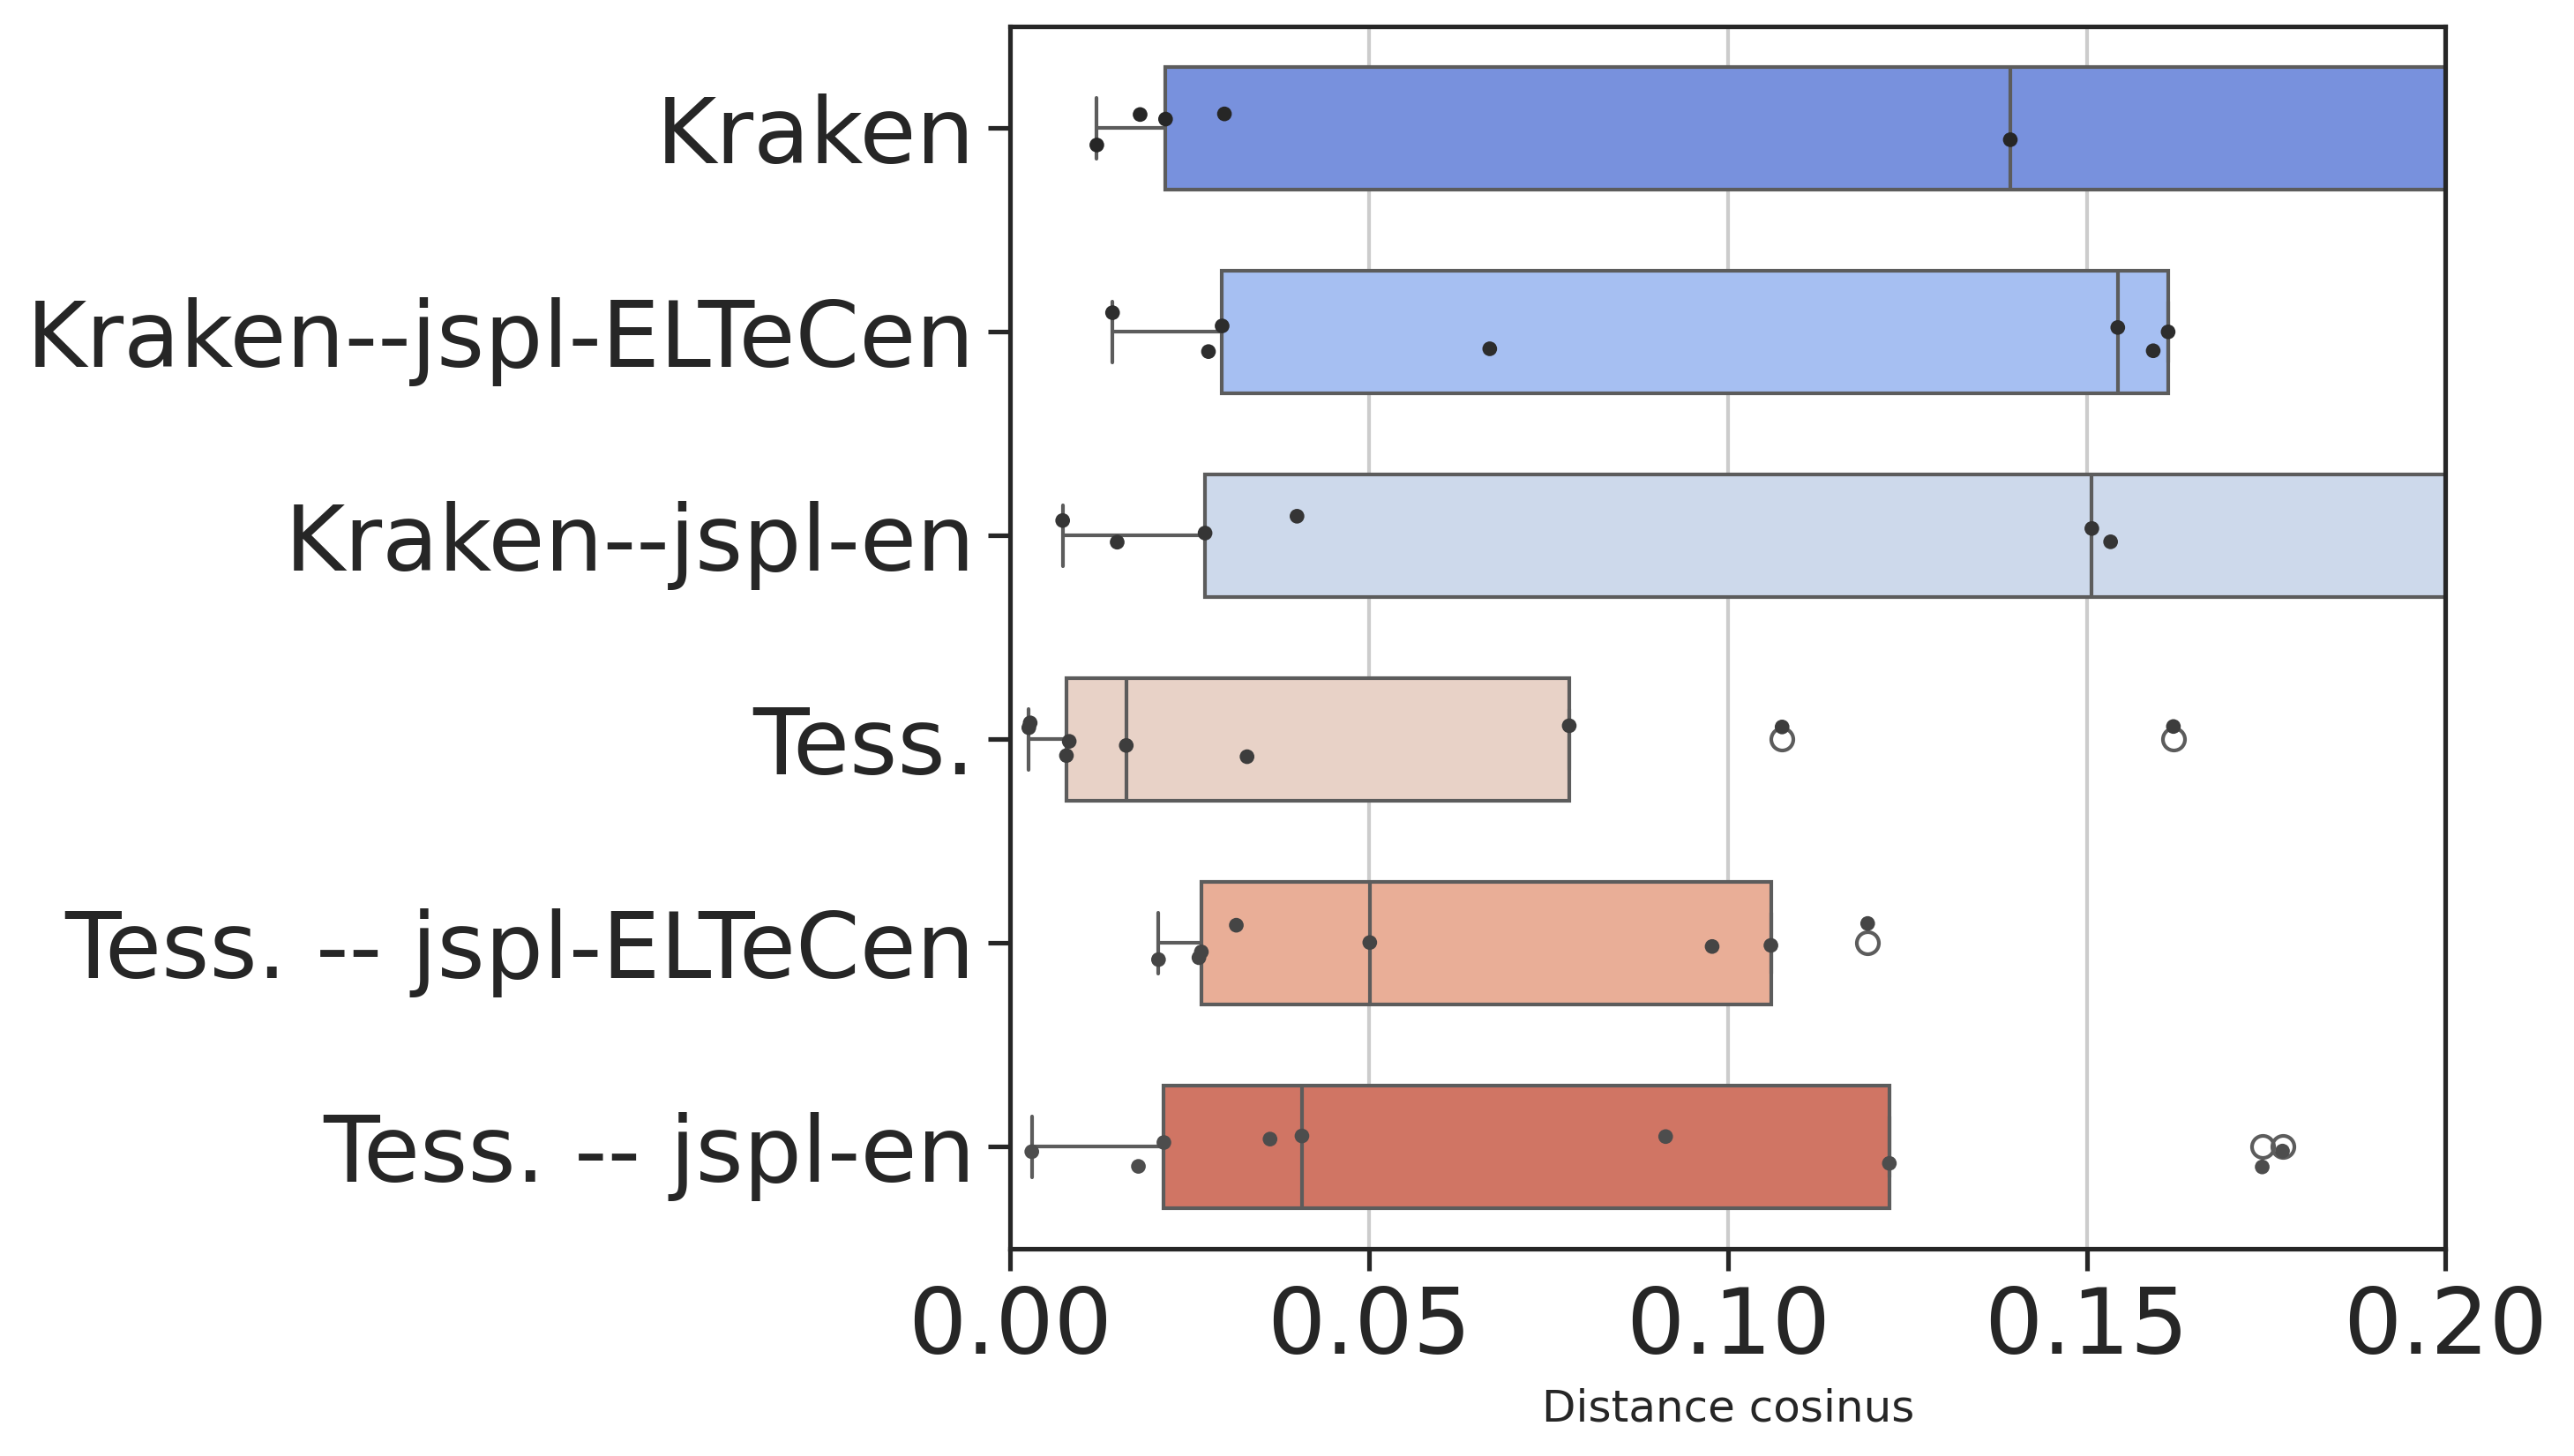 Kraken
Kraken--jspl-ELTeCen
Kraken--jspl-en
Tess.
Tess. -- jspl-ELTeCen
Tess. -- jspl-en
0.00 0.05 0.10 0.15 0.20
Distance cosinus